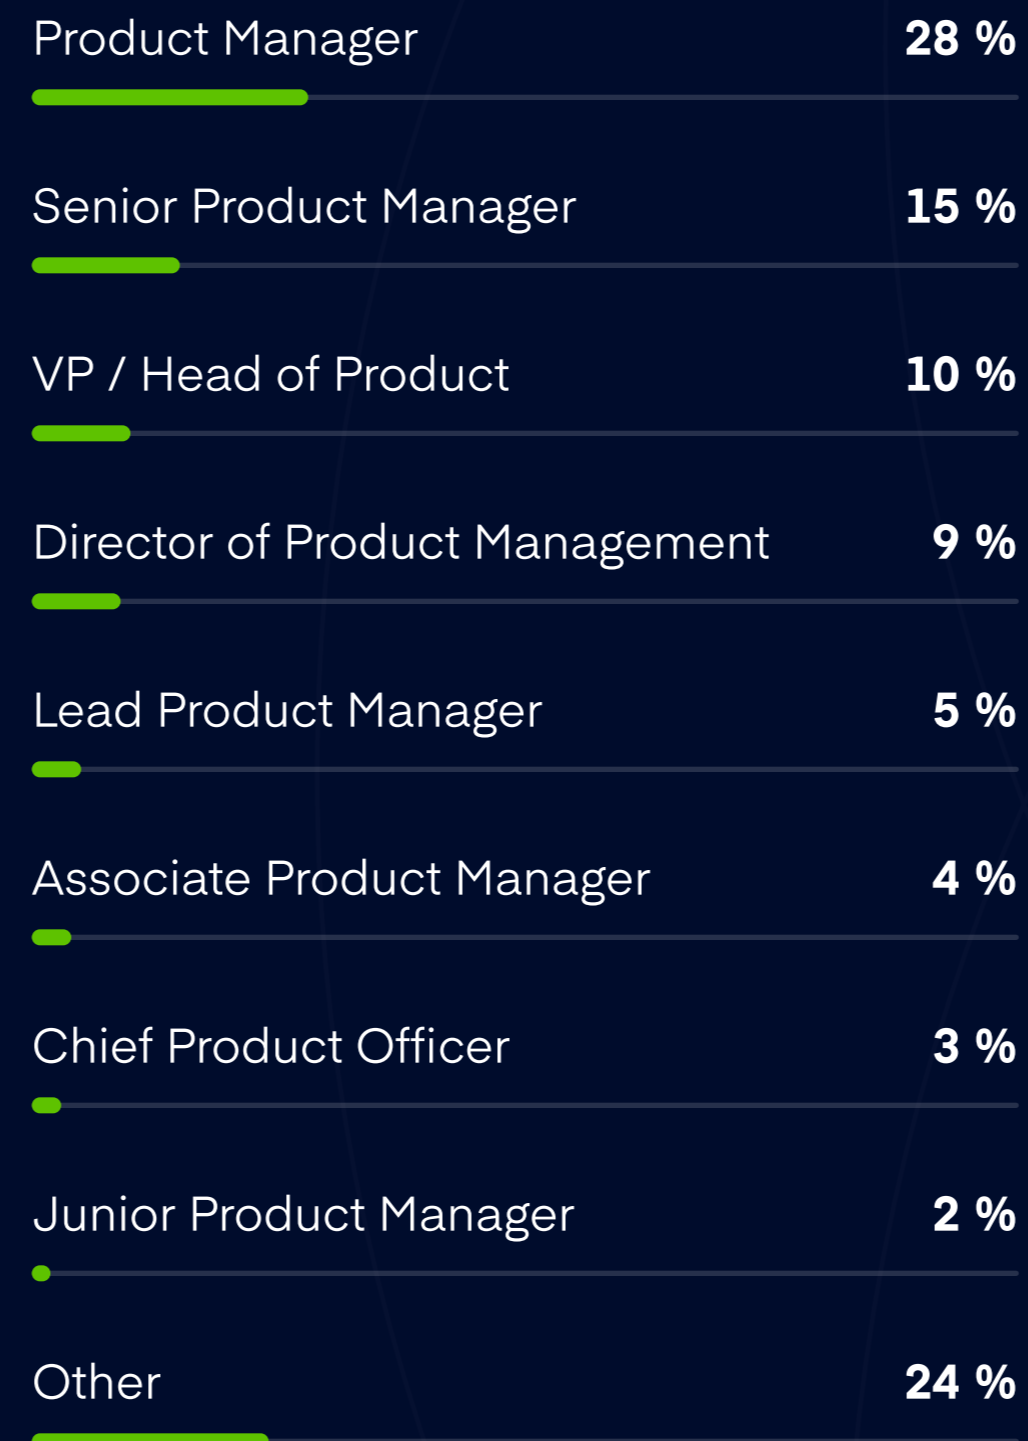 Product Manager 28 %
Senior Product Manager 15 %
VP / Head of Product 10 %
Director of Product Management 9 %
Lead Product Manager 5 %
Associate Product Manager 4 %
Chief Product Officer 3 %
Junior Product Manager 2 %
Other 24 %